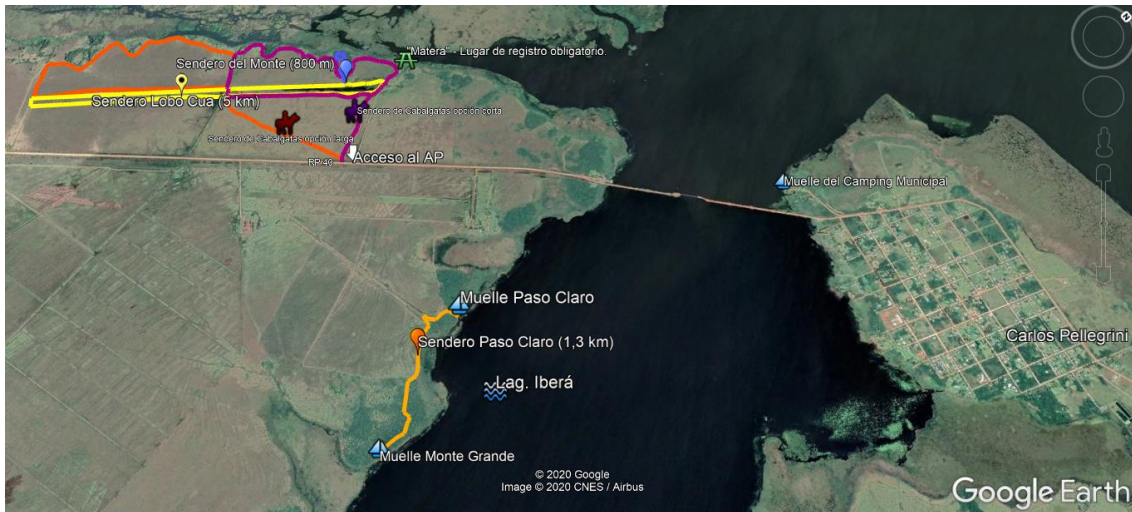 "Matera" - Lugar de registro obligatorio.
Sendero del Monte (800 m)
Sendero Lobo Cua (5 km)
Sendero de Cabalgatas opción corta
Sendero de Cabalgatas opción larga
RP 40
Acceso al AP
Muelle del Camping Municipal
Muelle Paso Claro
Carlos Pellegrini
Sendero Paso Claro (1,3 km)
Lag. Iberá
Muelle Monte Grande
© 2020 Google
Image © 2020 CNES / Airbus
Google Earth